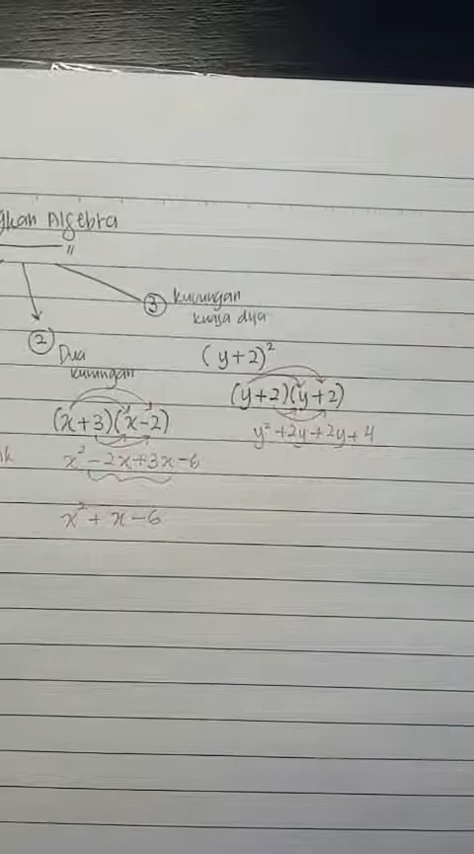 gkan Algebra
③ kurungan
kuasa dua
② Dua
kurungan
(x+3)(x-2)
x² - 2x + 3x - 6
x² + x - 6
(y+2)²
(y+2)(y+2)
y² + 2y + 2y + 4